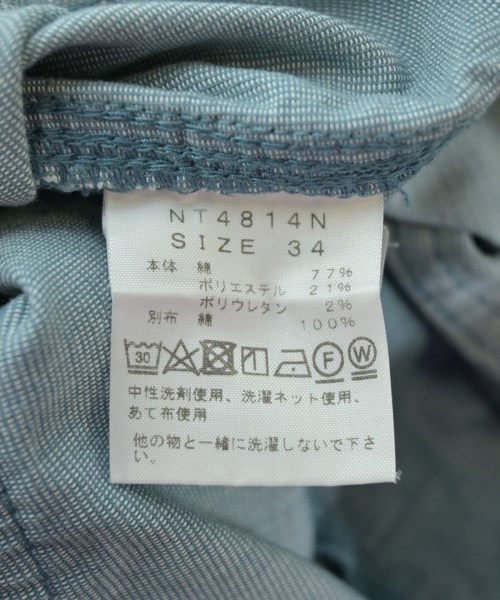 NT4814N
SIZE 34
本体 綿 77%
ポリエステル 21%
ポリウレタン 2%
別布 綿 100%
30 F W
中性洗剤使用、洗濯ネット使用、
あて布使用
他の物と一緒に洗濯しないで下さ
い。